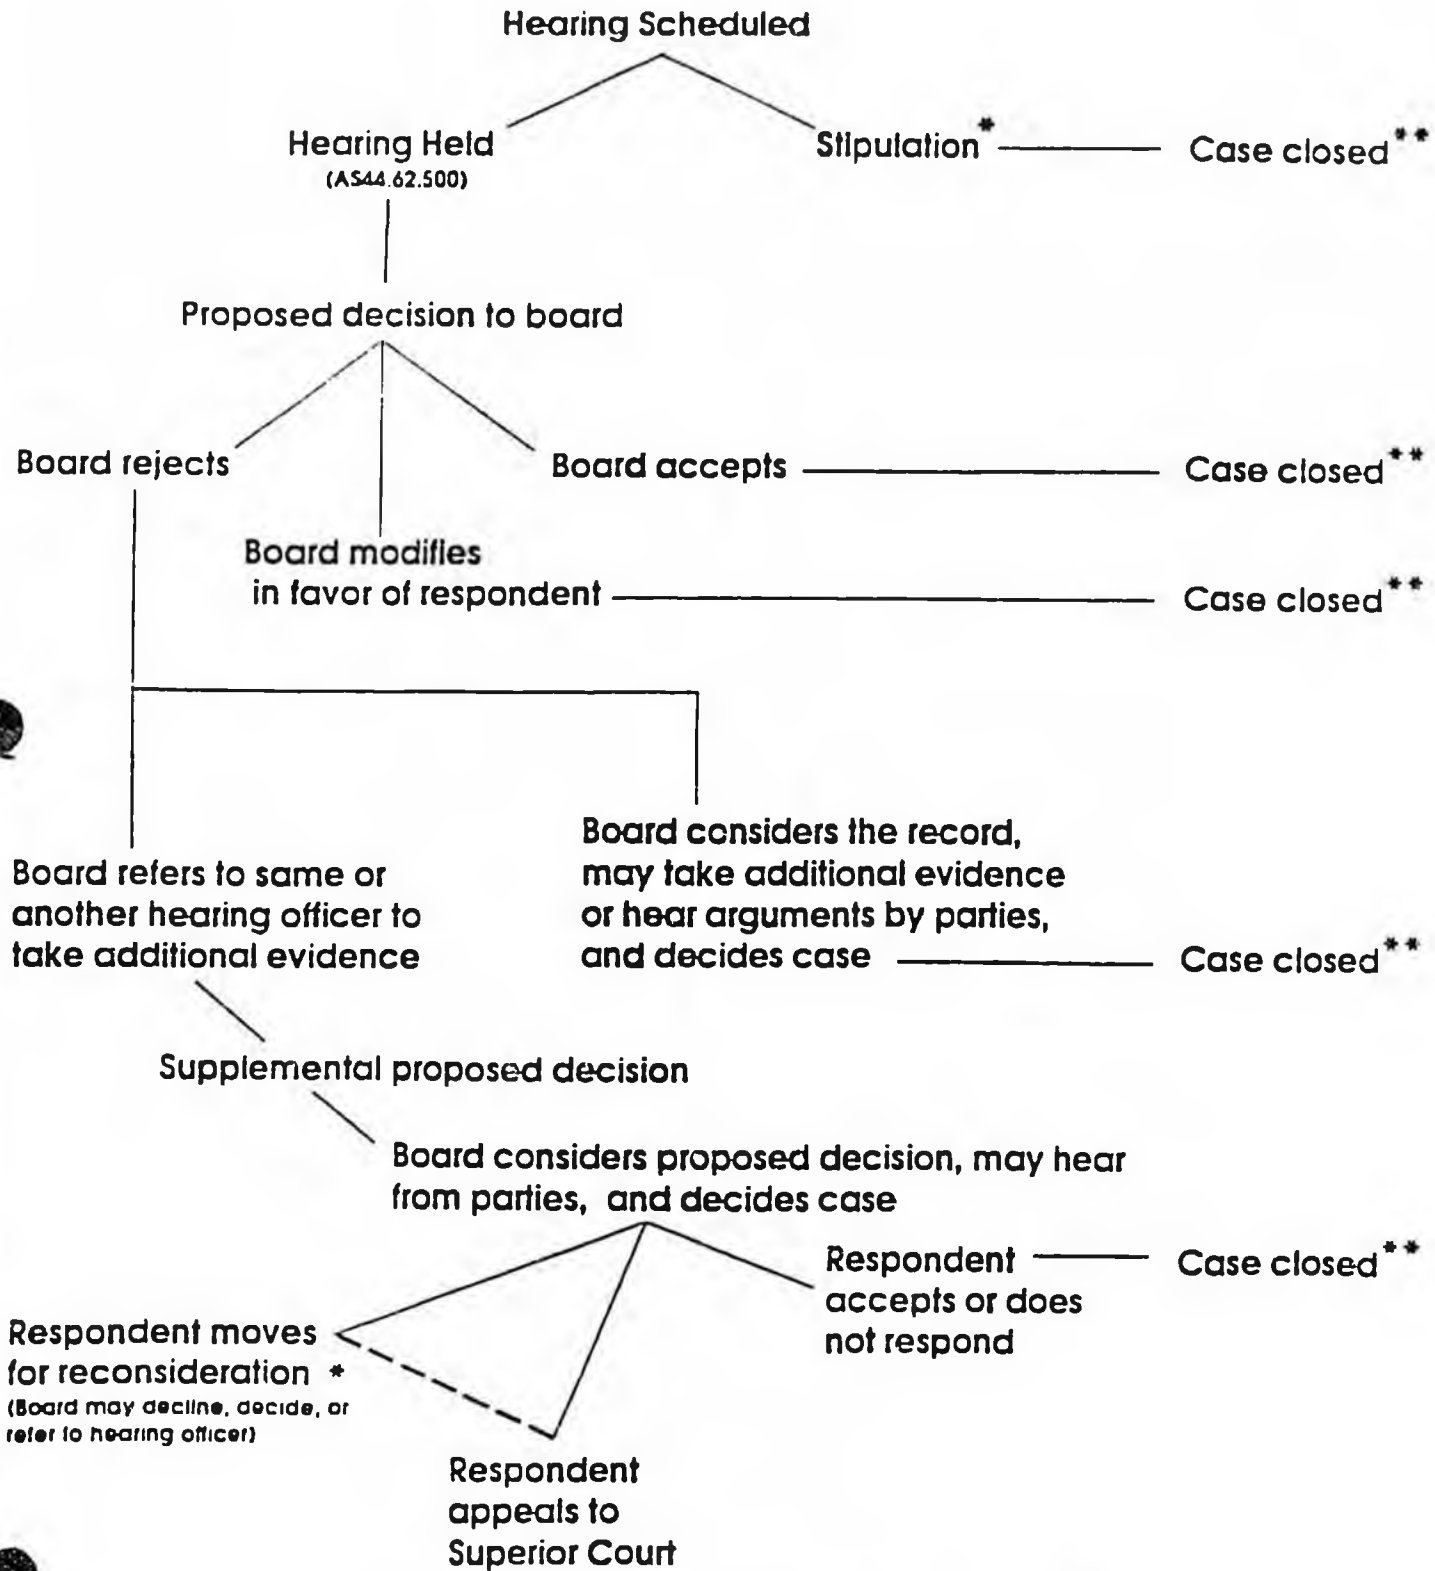 Hearing Scheduled
Hearing Held
(AS44.62.500)
Stipulation*
Case closed**
Proposed decision to board
Board rejects
Board accepts
Case closed**
Board modifies
in favor of respondent
Case closed**
Board refers to same or
another hearing officer to
take additional evidence
Board considers the record,
may take additional evidence
or hear arguments by parties,
and decides case
Case closed**
Supplemental proposed decision
Board considers proposed decision, may hear
from parties, and decides case
Respondent
accepts or does
not respond
Case closed**
Respondent moves
for reconsideration *
(Board may decline, decide, or
refer to hearing officer)
Respondent
appeals to
Superior Court